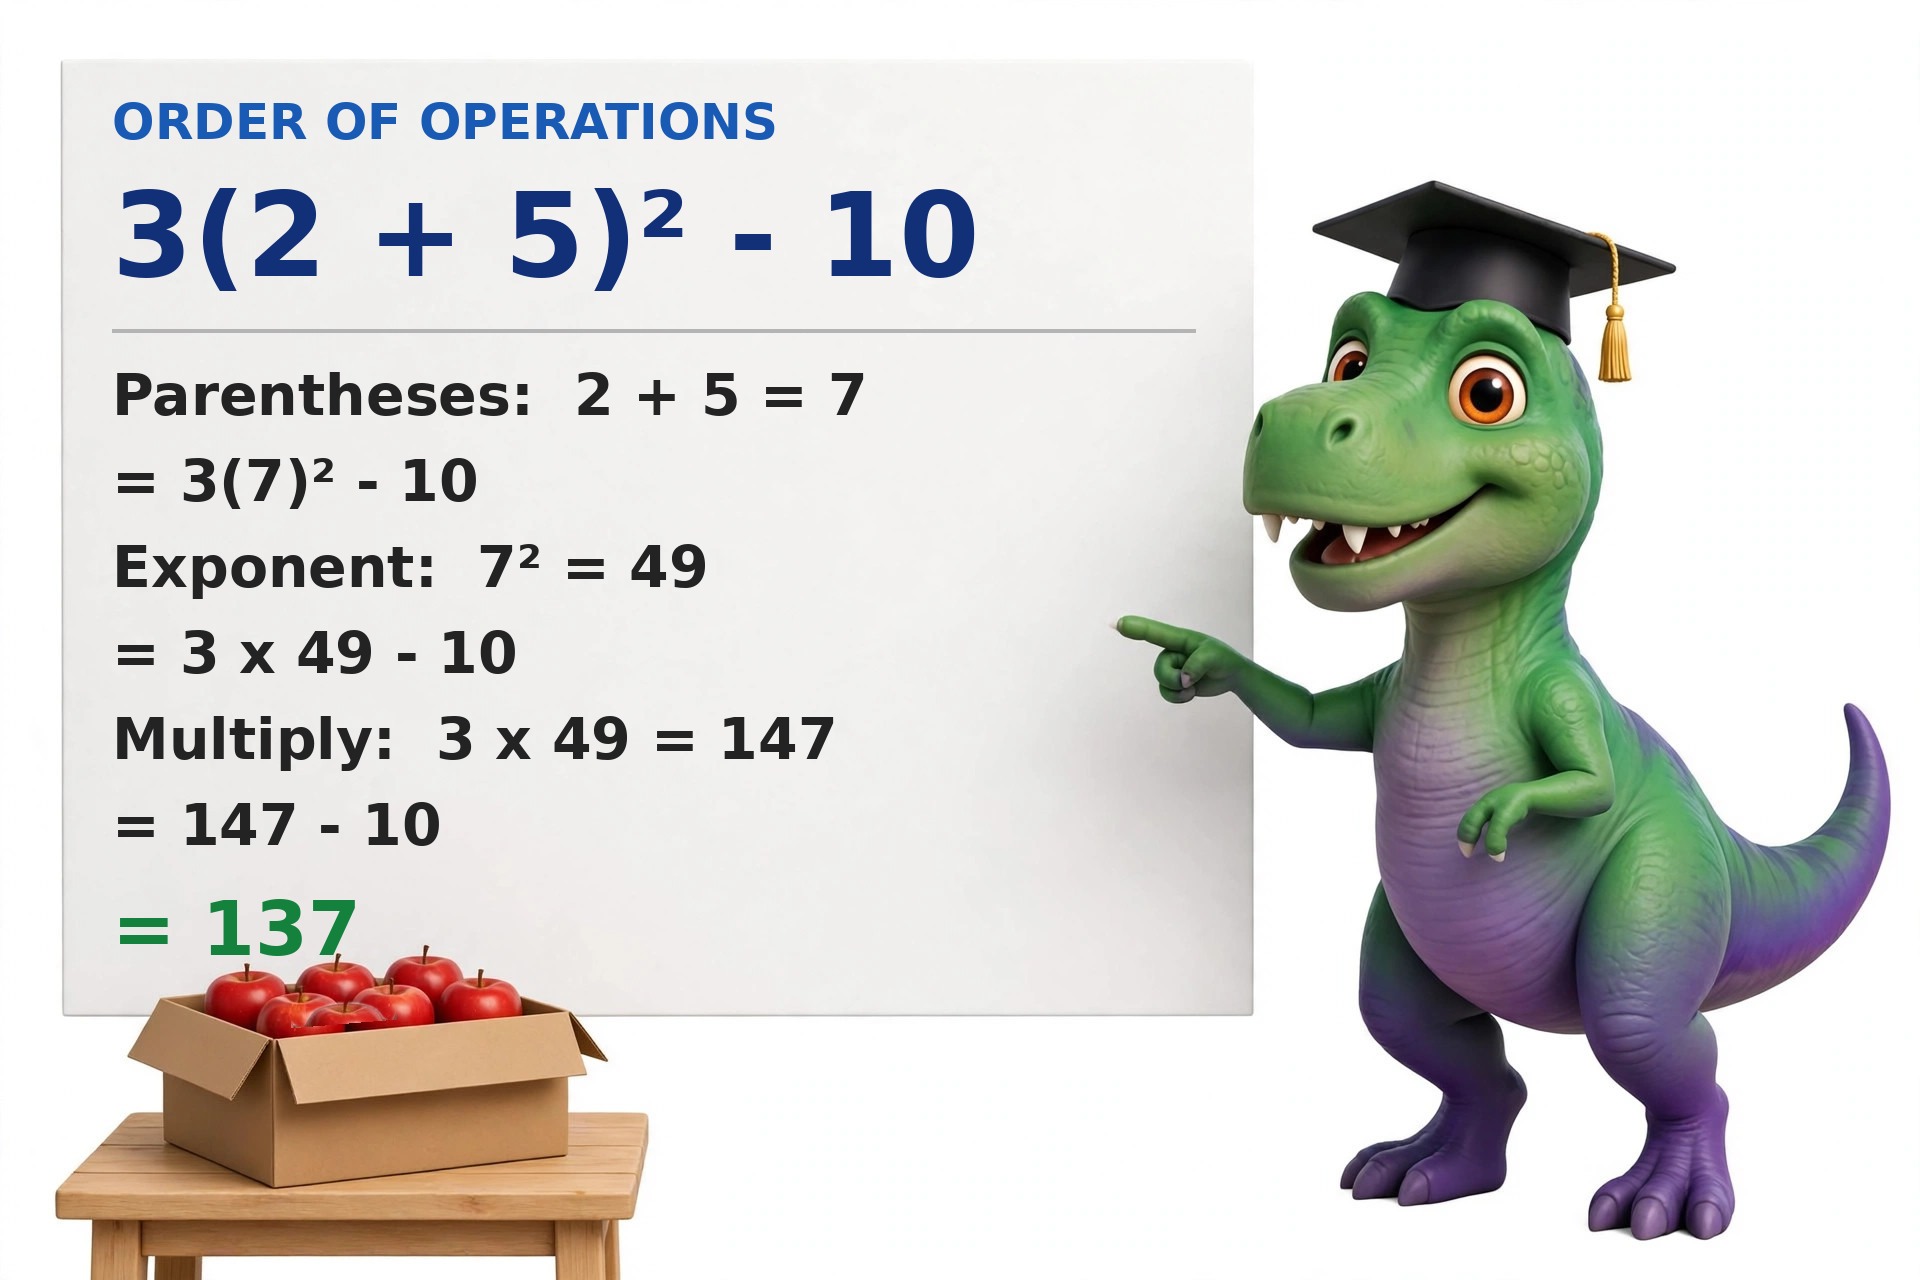 ORDER OF OPERATIONS
3(2 + 5)² - 10
Parentheses:  2 + 5 = 7
= 3(7)² - 10
Exponent:  7² = 49
= 3 x 49 - 10
Multiply:  3 x 49 = 147
= 147 - 10
= 137